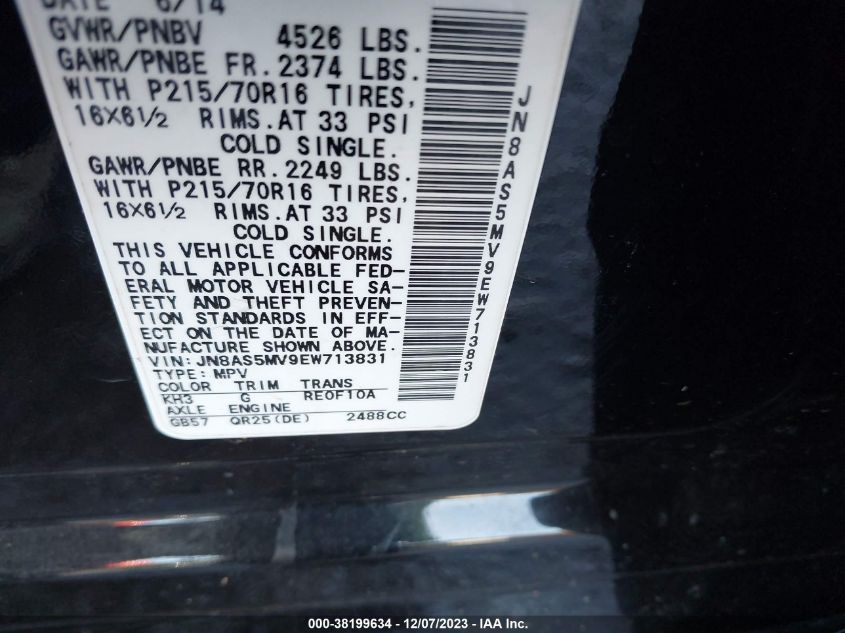 DATE 6/14
GVWR/PNBV 4526 LBS.
GAWR/PNBE FR. 2374 LBS.
WITH P215/70R16 TIRES,
16X6½ RIMS. AT 33 PSI
COLD SINGLE.
GAWR/PNBE RR. 2249 LBS.
WITH P215/70R16 TIRES,
16X6½ RIMS. AT 33 PSI
COLD SINGLE.
THIS VEHICLE CONFORMS
TO ALL APPLICABLE FED-
ERAL MOTOR VEHICLE SA-
FETY AND THEFT PREVEN-
TION STANDARDS IN EFF-
ECT ON THE DATE OF MA-
NUFACTURE SHOWN ABOVE.
VIN: JN8AS5MV9EW713831
TYPE: MPV
COLOR TRIM TRANS
KH3 G RE0F10A
AXLE ENGINE
GB57 QR25(DE) 2488CC
JN8AS5MV9EW713831
000-38199634 - 12/07/2023 - IAA Inc.